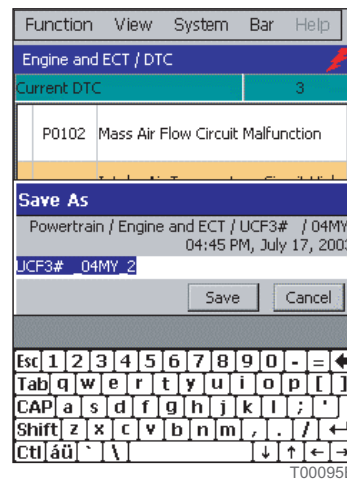 Function View System Bar Help
Engine and ECT / DTC
Current DTC 3
P0102 Mass Air Flow Circuit Malfunction
Save As
Powertrain / Engine and ECT / UCF3# / 04MY
04:45 PM, July 17, 2003
UCF3# _04MY_2
Save Cancel
Esc 1 2 3 4 5 6 7 8 9 0 - =
Tab q w e r t y u i o p [ ]
CAP a s d f g h j k l ; '
Shift z x c v b n m , . / ↵
Ctl áü ` \ ↓ ↑ ← →